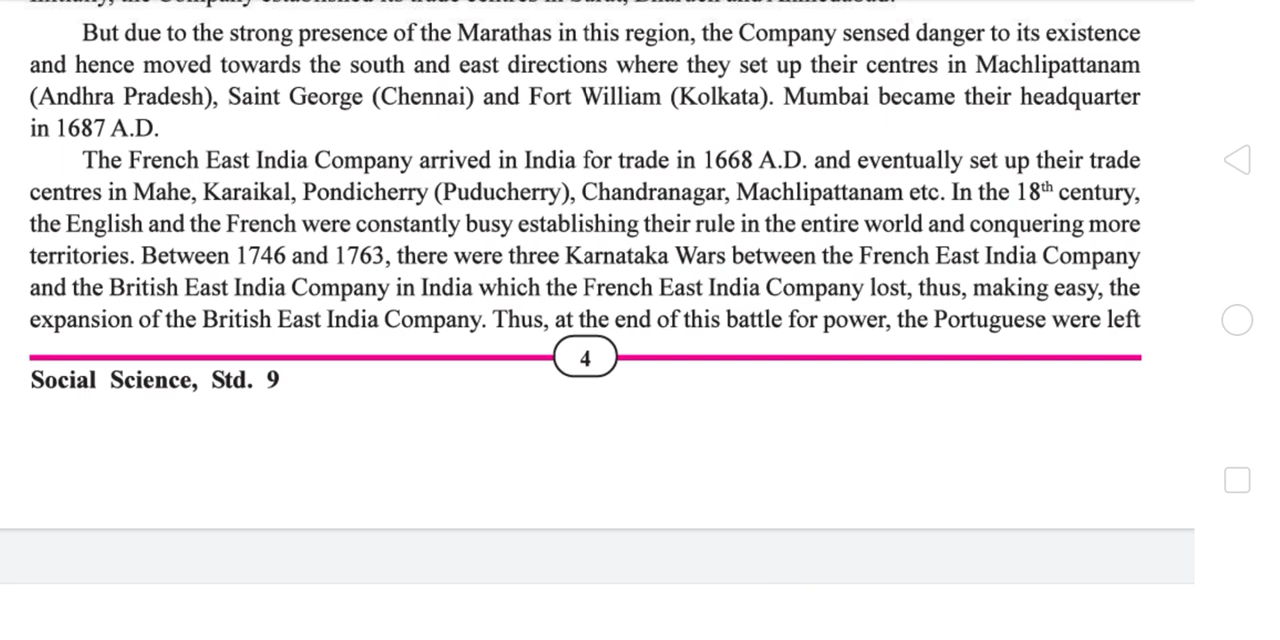 But due to the strong presence of the Marathas in this region, the Company sensed danger to its existence
and hence moved towards the south and east directions where they set up their centres in Machlipattanam
(Andhra Pradesh), Saint George (Chennai) and Fort William (Kolkata). Mumbai became their headquarter
in 1687 A.D.
The French East India Company arrived in India for trade in 1668 A.D. and eventually set up their trade
centres in Mahe, Karaikal, Pondicherry (Puducherry), Chandranagar, Machlipattanam etc. In the 18th century,
the English and the French were constantly busy establishing their rule in the entire world and conquering more
territories. Between 1746 and 1763, there were three Karnataka Wars between the French East India Company
and the British East India Company in India which the French East India Company lost, thus, making easy, the
expansion of the British East India Company. Thus, at the end of this battle for power, the Portuguese were left
4
Social Science, Std. 9